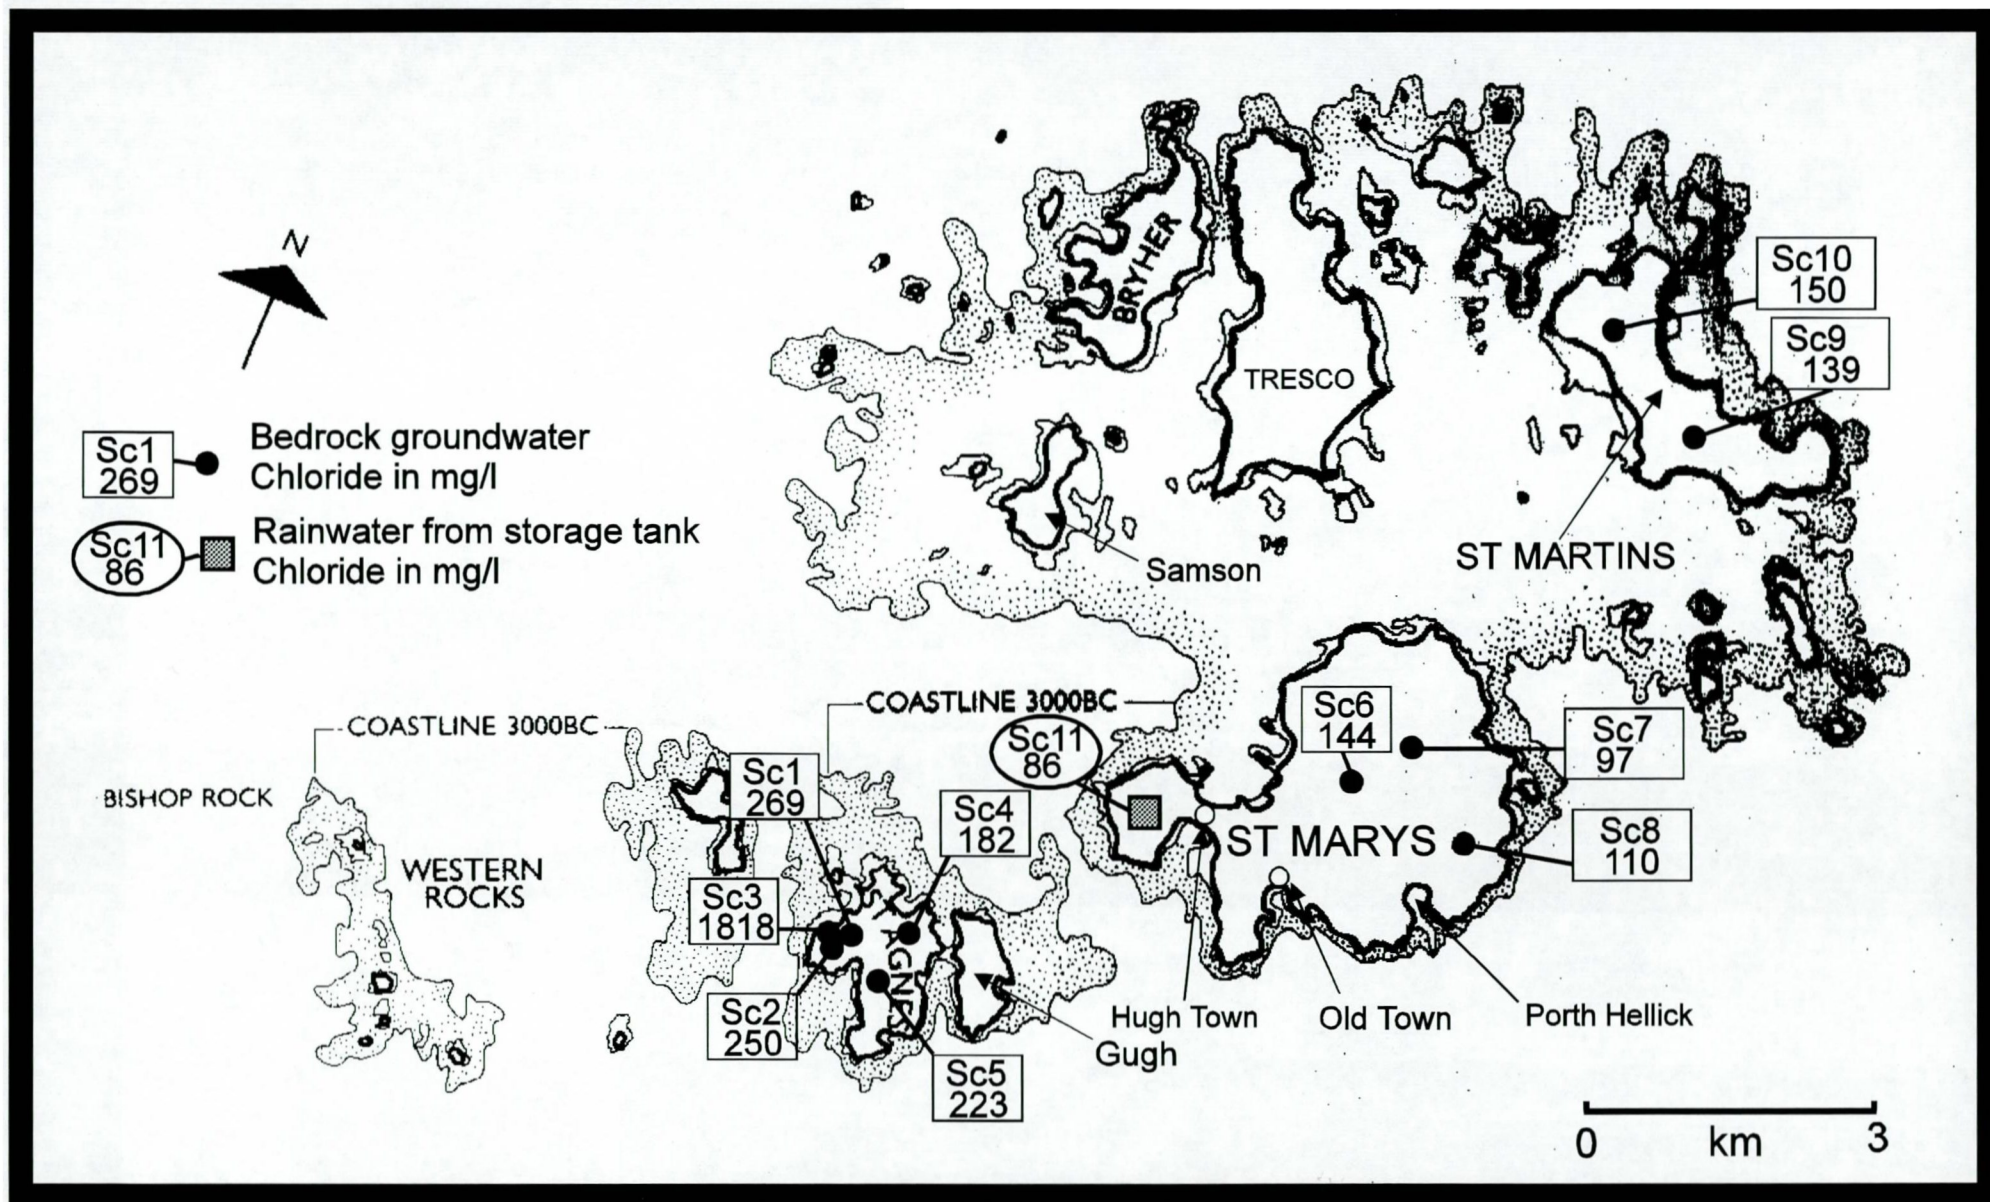 N
Sc1
269
Bedrock groundwater
Chloride in mg/l
Sc11
86
Rainwater from storage tank
Chloride in mg/l
BRYHER
TRESCO
Samson
Sc10
150
Sc9
139
ST MARTINS
COASTLINE 3000BC
COASTLINE 3000BC
BISHOP ROCK
WESTERN
ROCKS
Sc1
269
Sc3
1818
Sc2
250
Sc4
182
Sc5
223
Gugh
Sc11
86
Sc6
144
Sc7
97
Sc8
110
ST MARYS
Hugh Town
Old Town
Porth Hellick
0 km 3